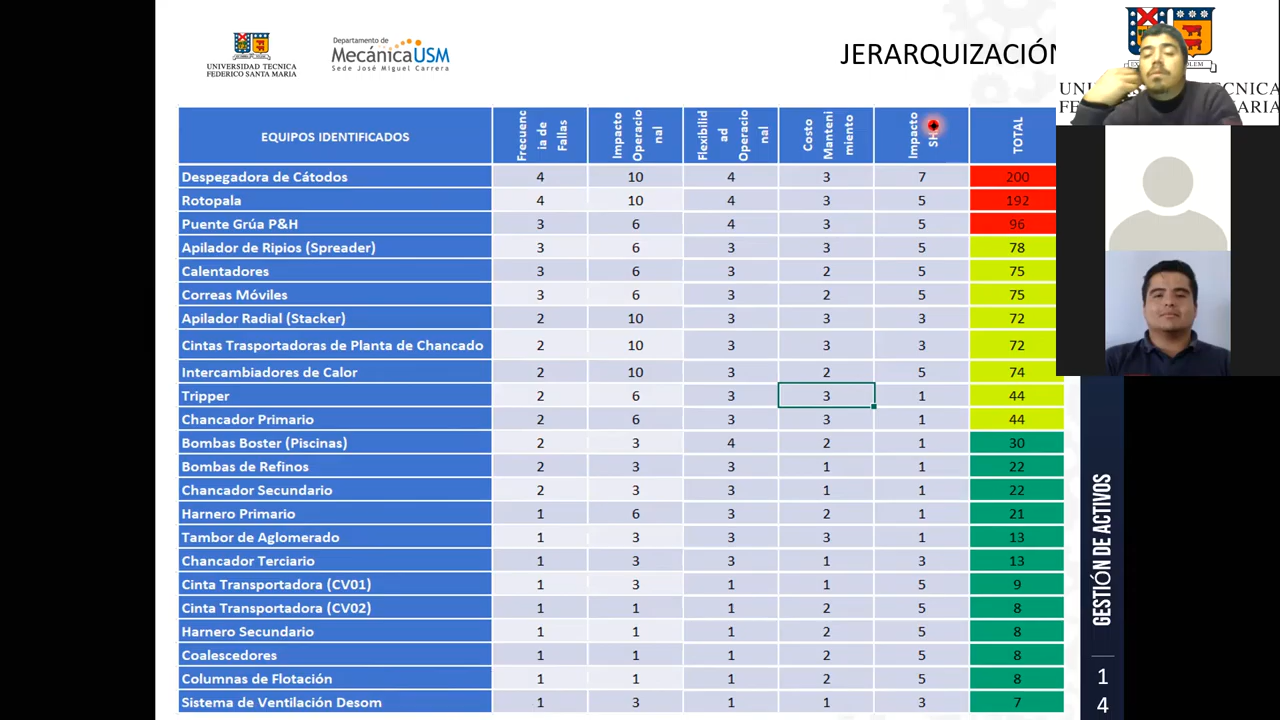 UNIVERSIDAD TECNICA
FEDERICO SANTA MARIA
Departamento de
MecánicaUSM
Sede José Miguel Carrera
JERARQUIZACIÓN
EQUIPOS IDENTIFICADOS Frecuenc ia de Fallas Impacto Operacio nal Flexibilid ad Operacio nal Costo Manteni miento Impacto TOTAL
Despegadora de Cátodos 4 10 4 3 7 200
Rotopala 4 10 4 3 5 192
Puente Grúa P&H 3 6 4 3 5 96
Apilador de Ripios (Spreader) 3 6 3 3 5 78
Calentadores 3 6 3 2 5 75
Correas Móviles 3 6 3 2 5 75
Apilador Radial (Stacker) 2 10 3 3 3 72
Cintas Trasportadoras de Planta de Chancado 2 10 3 3 3 72
Intercambiadores de Calor 2 10 3 2 5 74
Tripper 2 6 3 3 1 44
Chancador Primario 2 6 3 3 1 44
Bombas Boster (Piscinas) 2 3 4 2 1 30
Bombas de Refinos 2 3 3 1 1 22
Chancador Secundario 2 3 3 1 1 22
Harnero Primario 1 6 3 2 1 21
Tambor de Aglomerado 1 3 3 3 1 13
Chancador Terciario 1 3 3 1 3 13
Cinta Transportadora (CV01) 1 3 1 1 5 9
Cinta Transportadora (CV02) 1 1 1 2 5 8
Harnero Secundario 1 1 1 2 5 8
Coalescedores 1 1 1 2 5 8
Columnas de Flotación 1 1 1 2 5 8
Sistema de Ventilación Desom 1 3 1 1 3 7
GESTIÓN DE ACTIVOS
1
4